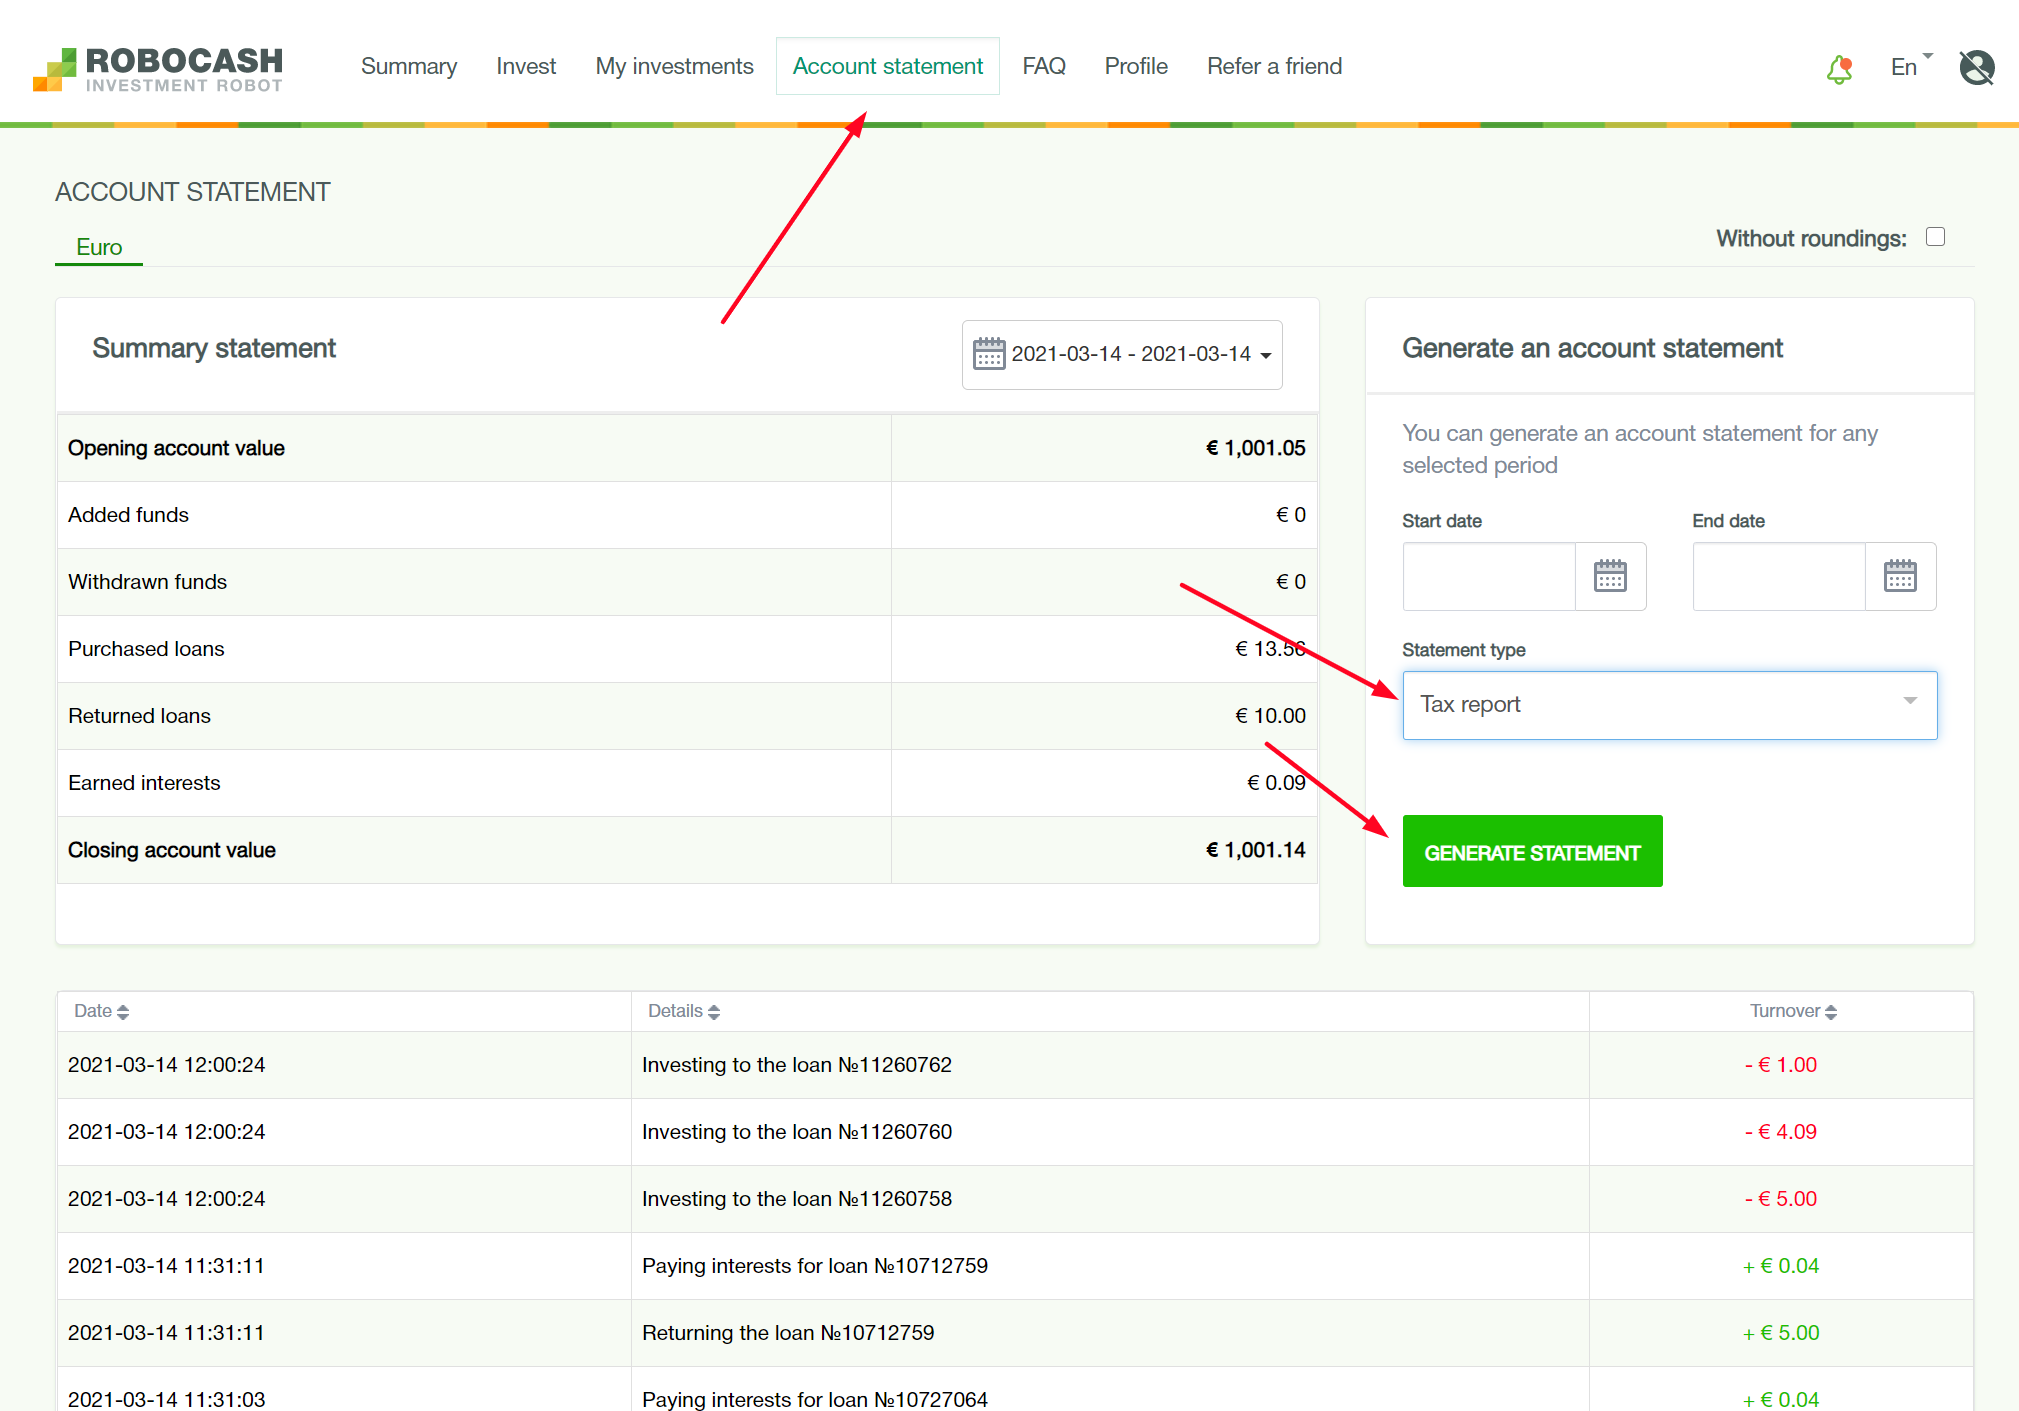 ROBOCASH
INVESTMENT ROBOT
Summary Invest My investments Account statement FAQ Profile Refer a friend En
ACCOUNT STATEMENT
Euro
Without roundings:
Summary statement
2021-03-14 - 2021-03-14
Opening account value € 1,001.05
Added funds € 0
Withdrawn funds € 0
Purchased loans € 13.56
Returned loans € 10.00
Earned interests € 0.09
Closing account value € 1,001.14
Generate an account statement
You can generate an account statement for any
selected period
Start date End date
Statement type
Tax report
GENERATE STATEMENT
Date Details Turnover
2021-03-14 12:00:24 Investing to the loan №11260762 - € 1.00
2021-03-14 12:00:24 Investing to the loan №11260760 - € 4.09
2021-03-14 12:00:24 Investing to the loan №11260758 - € 5.00
2021-03-14 11:31:11 Paying interests for loan №10712759 + € 0.04
2021-03-14 11:31:11 Returning the loan №10712759 + € 5.00
2021-03-14 11:31:03 Paying interests for loan №10727064 + € 0.04